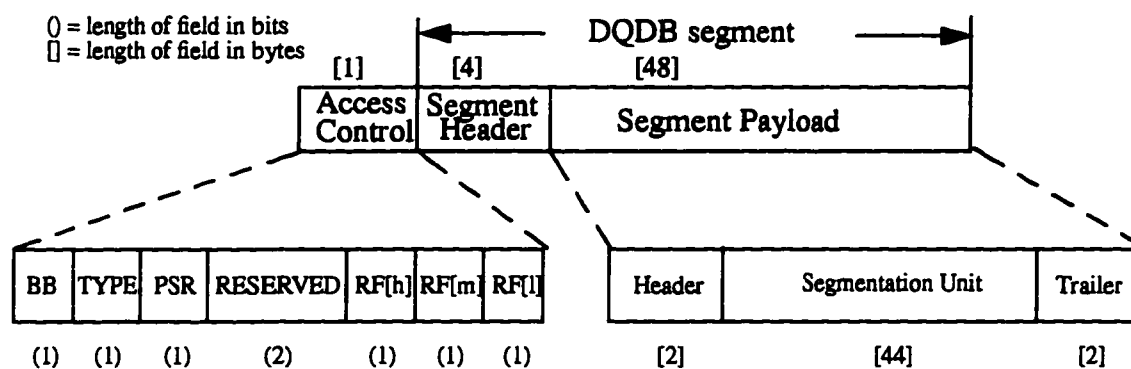 () = length of field in bits
[] = length of field in bytes
DQDB segment
[1] [4] [48]
Access Control
Segment Header
Segment Payload
BB TYPE PSR RESERVED RF[h] RF[m] RF[l]
Header Segmentation Unit Trailer
(1) (1) (1) (2) (1) (1) (1)
[2] [44] [2]